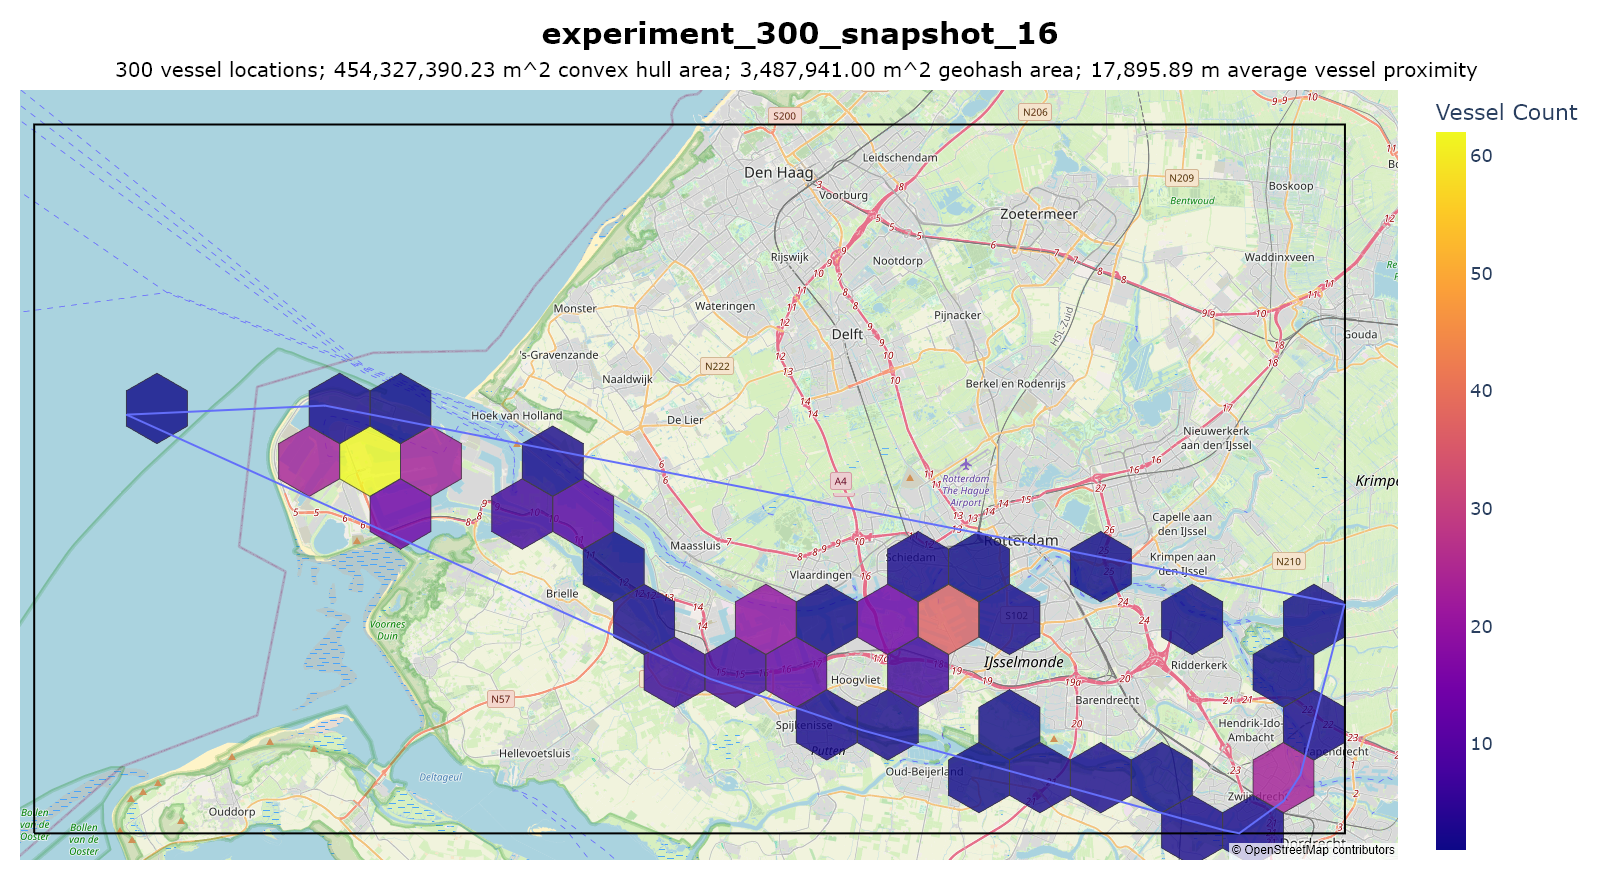 experiment_300_snapshot_16
300 vessel locations; 454,327,390.23 m^2 convex hull area; 3,487,941.00 m^2 geohash area; 17,895.89 m average vessel proximity
Vessel Count
60
50
40
30
20
10
S200
N206
Leidschendam
Den Haag
N209
Voorburg
Boskoop
Bentwoud
Zoetermeer
Rijswijk
Nootdorp
Waddinxveen
Monster
Wateringen
Pijnacker
HSL-Zuid
Delft
Gouda
's-Gravenzande
N222
Naaldwijk
Berkel en Rodenrijs
Hoek van Holland
De Lier
Nieuwerkerk
aan den IJssel
A4
Rotterdam
The Hague
Airport
Krimpe
Capelle aan
den IJssel
Maassluis
Schiedam
Rotterdam
Krimpen aan
den IJssel
N210
Vlaardingen
Brielle
S102
Voornes
Duin
IJsselmonde
Ridderkerk
Hoogvliet
N57
Barendrecht
Spijkenisse
Hendrik-Ido-
Ambacht
Putten
Papendrecht
Hellevoetsluis
Oud-Beijerland
Deltageul
Zwijndrecht
Ouddorp
Bollen
van de
Ooster
Bollen
van de
Ooster
Dordrecht
© OpenStreetMap contributors